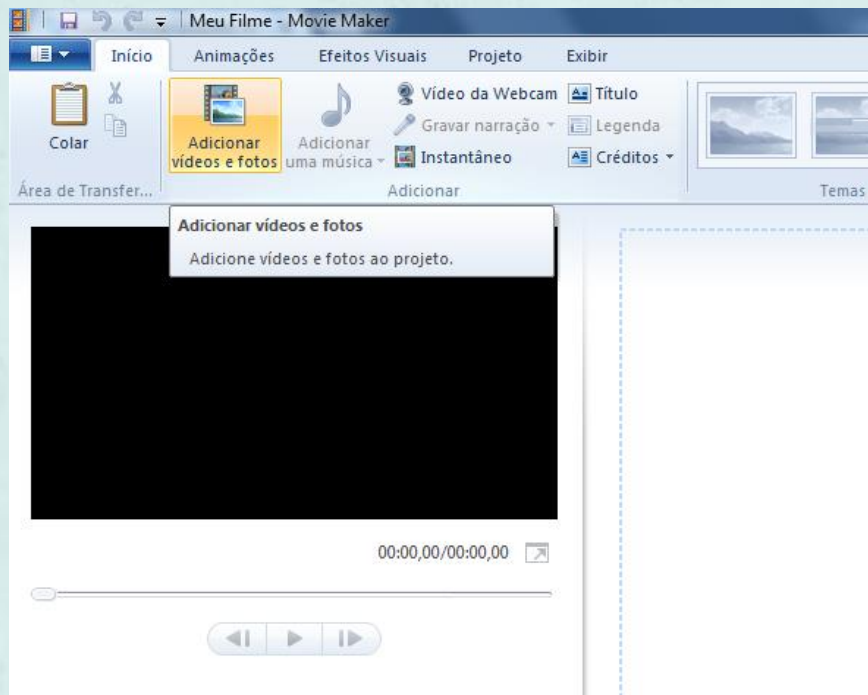 Meu Filme - Movie Maker
Início Animações Efeitos Visuais Projeto Exibir
Colar
Área de Transfer...
Adicionar
vídeos e fotos
Adicionar
uma música
Vídeo da Webcam
Gravar narração
Instantâneo
Título
Legenda
Créditos
Adicionar
Temas
Adicionar vídeos e fotos
Adicione vídeos e fotos ao projeto.
00:00,00/00:00,00